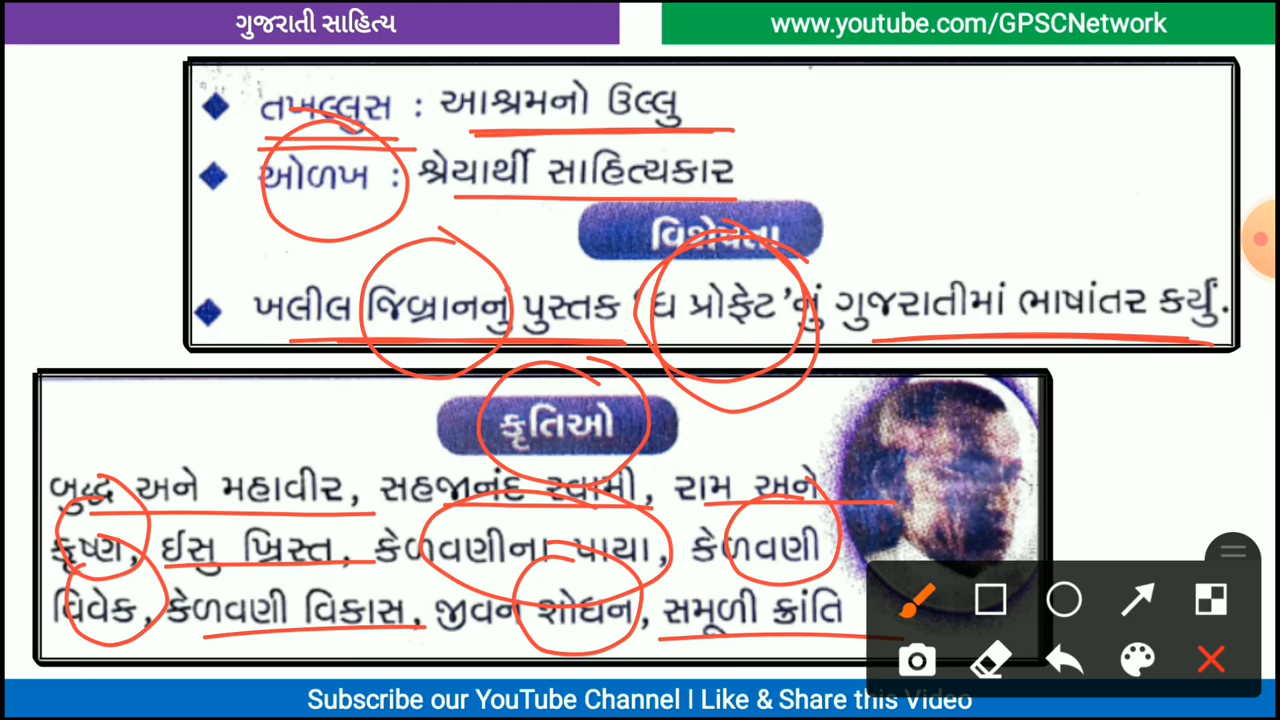 ગુજરાતી સાહિત્ય
www.youtube.com/GPSCNetwork
તખલ્લુસ : આશ્રમનો ઉલ્લુ
ઓળખ : શ્રેયાર્થી સાહિત્યકાર
વિશેષતા
ખલીલ જિબ્રાનનું પુસ્તક ‘ધ પ્રોફેટ’નું ગુજરાતીમાં ભાષાંતર કર્યું.
કૃતિઓ
બુદ્ધ અને મહાવીર, સહજાનંદ સ્વામી, રામ અને
કૃષ્ણ, ઈસુ ખ્રિસ્ત, કેળવણીના પાયા, કેળવણી
વિવેક, કેળવણી વિકાસ, જીવન શોધન, સમૂળી ક્રાંતિ
Subscribe our YouTube Channel | Like & Share this Video